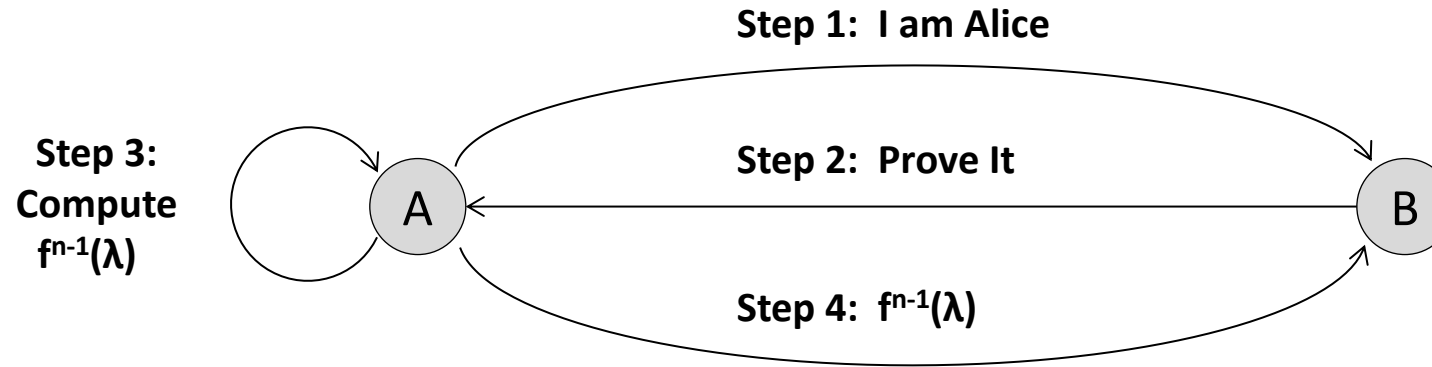 Step 1: I am Alice
Step 3:
Compute
fⁿ⁻¹(λ)
A
Step 2: Prove It
B
Step 4: fⁿ⁻¹(λ)